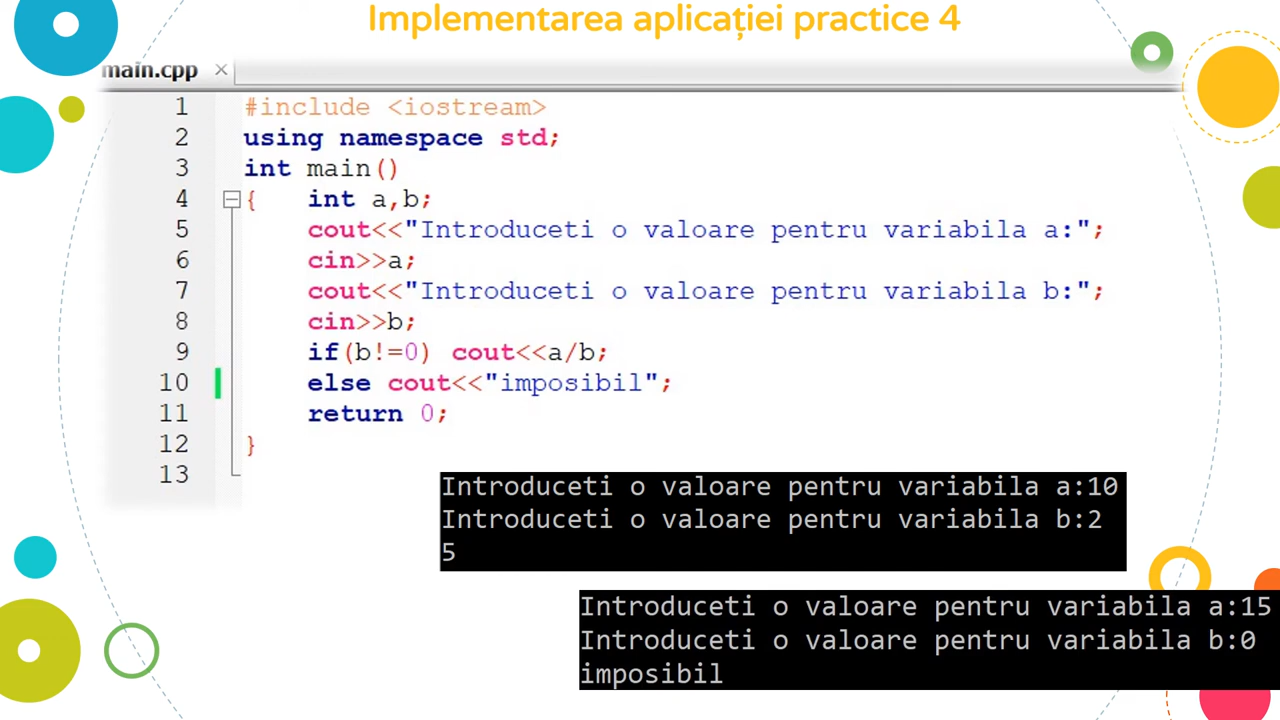 Implementarea aplicației practice 4
main.cpp ×
1 #include <iostream>
2 using namespace std;
3 int main()
4 { int a,b;
5 cout<<"Introduceti o valoare pentru variabila a:";
6 cin>>a;
7 cout<<"Introduceti o valoare pentru variabila b:";
8 cin>>b;
9 if(b!=0) cout<<a/b;
10 else cout<<"imposibil";
11 return 0;
12 }
13
Introduceti o valoare pentru variabila a:10
Introduceti o valoare pentru variabila b:2
5
Introduceti o valoare pentru variabila a:15
Introduceti o valoare pentru variabila b:0
imposibil